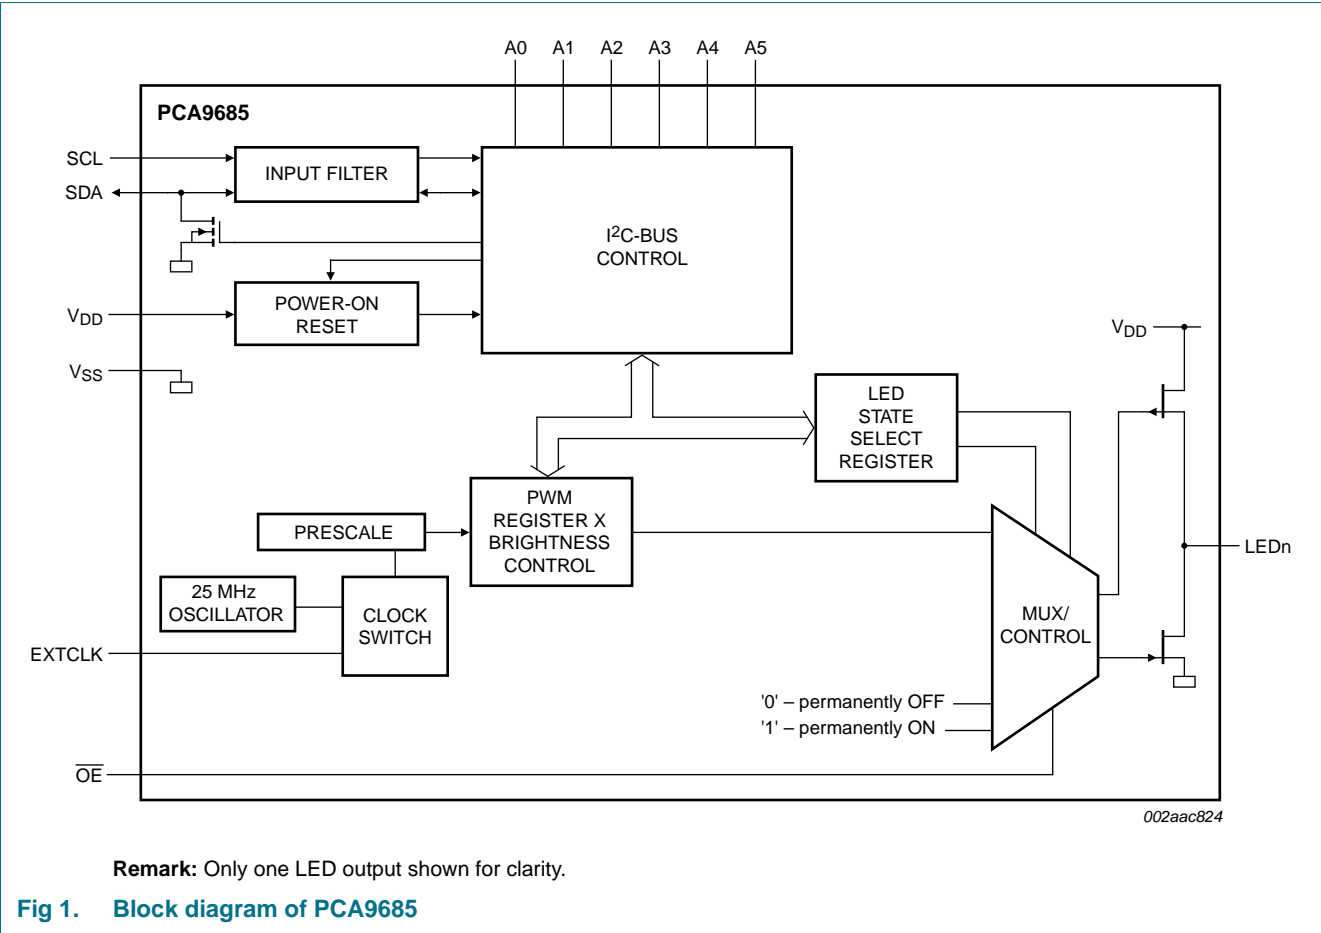 A0 A1 A2 A3 A4 A5
PCA9685
SCL
INPUT FILTER
SDA
I2C-BUS
CONTROL
POWER-ON
RESET
VDD
VSS
VDD
LED
STATE
SELECT
REGISTER
PWM
REGISTER X
BRIGHTNESS
CONTROL
PRESCALE
25 MHz
OSCILLATOR
CLOCK
SWITCH
EXTCLK
LEDn
MUX/
CONTROL
'0' – permanently OFF
'1' – permanently ON
OE
002aac824
Remark: Only one LED output shown for clarity.
Fig 1. Block diagram of PCA9685